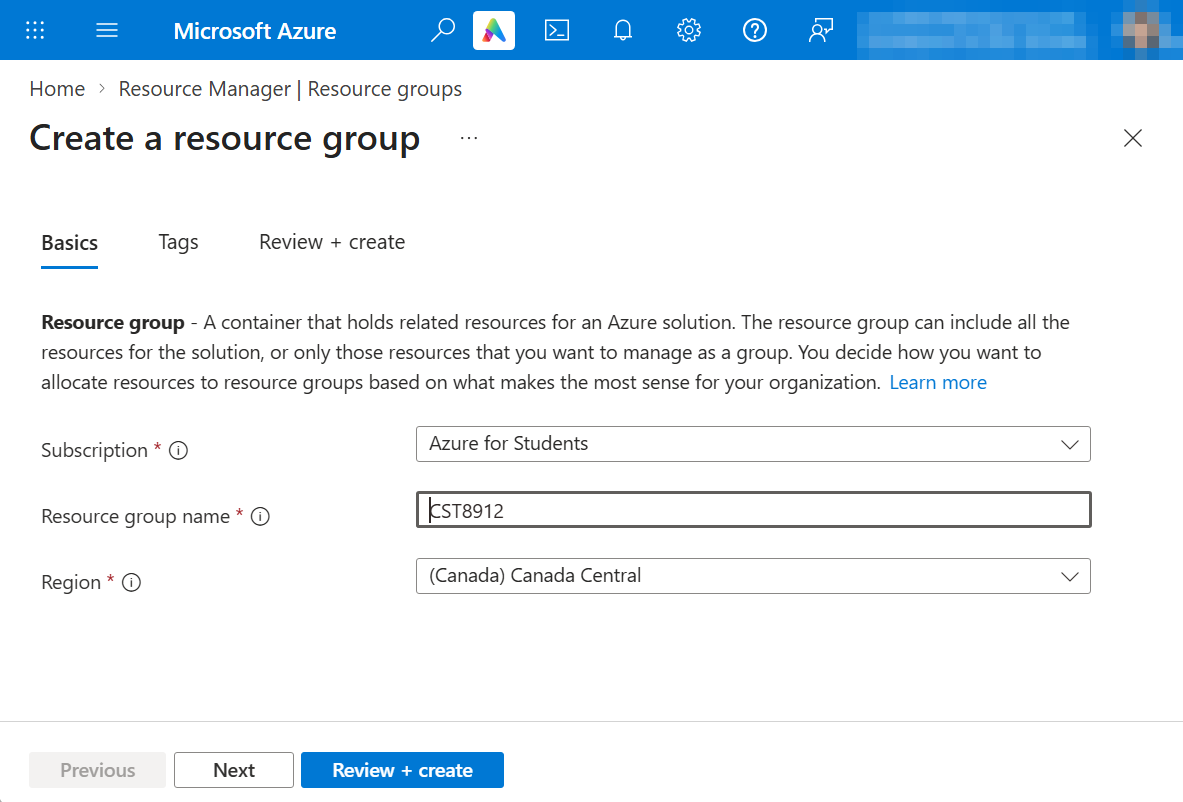 Microsoft Azure
Home > Resource Manager | Resource groups
Create a resource group ...
Basics Tags Review + create
Resource group - A container that holds related resources for an Azure solution. The resource group can include all the
resources for the solution, or only those resources that you want to manage as a group. You decide how you want to
allocate resources to resource groups based on what makes the most sense for your organization. Learn more
Subscription * Azure for Students
Resource group name * CST8912
Region * (Canada) Canada Central
Previous Next Review + create